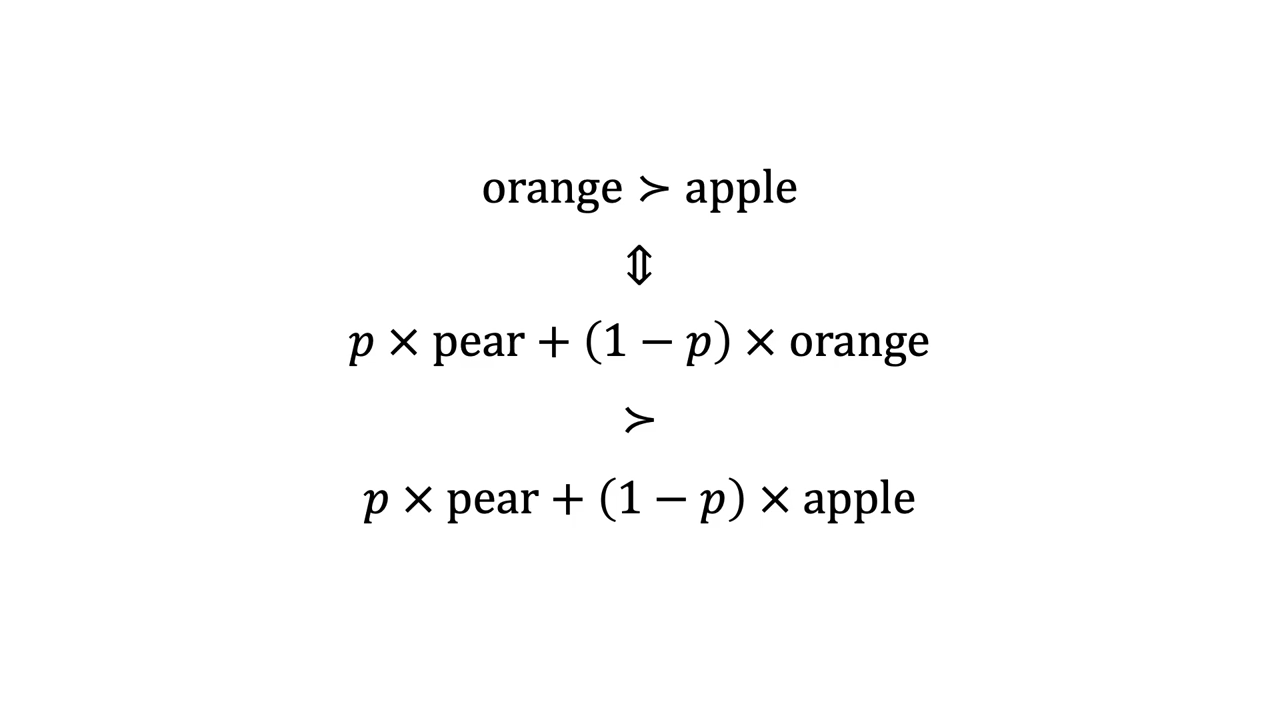 orange ≻ apple
⇕
𝑝 × pear + (1 − 𝑝) × orange
≻
𝑝 × pear + (1 − 𝑝) × apple